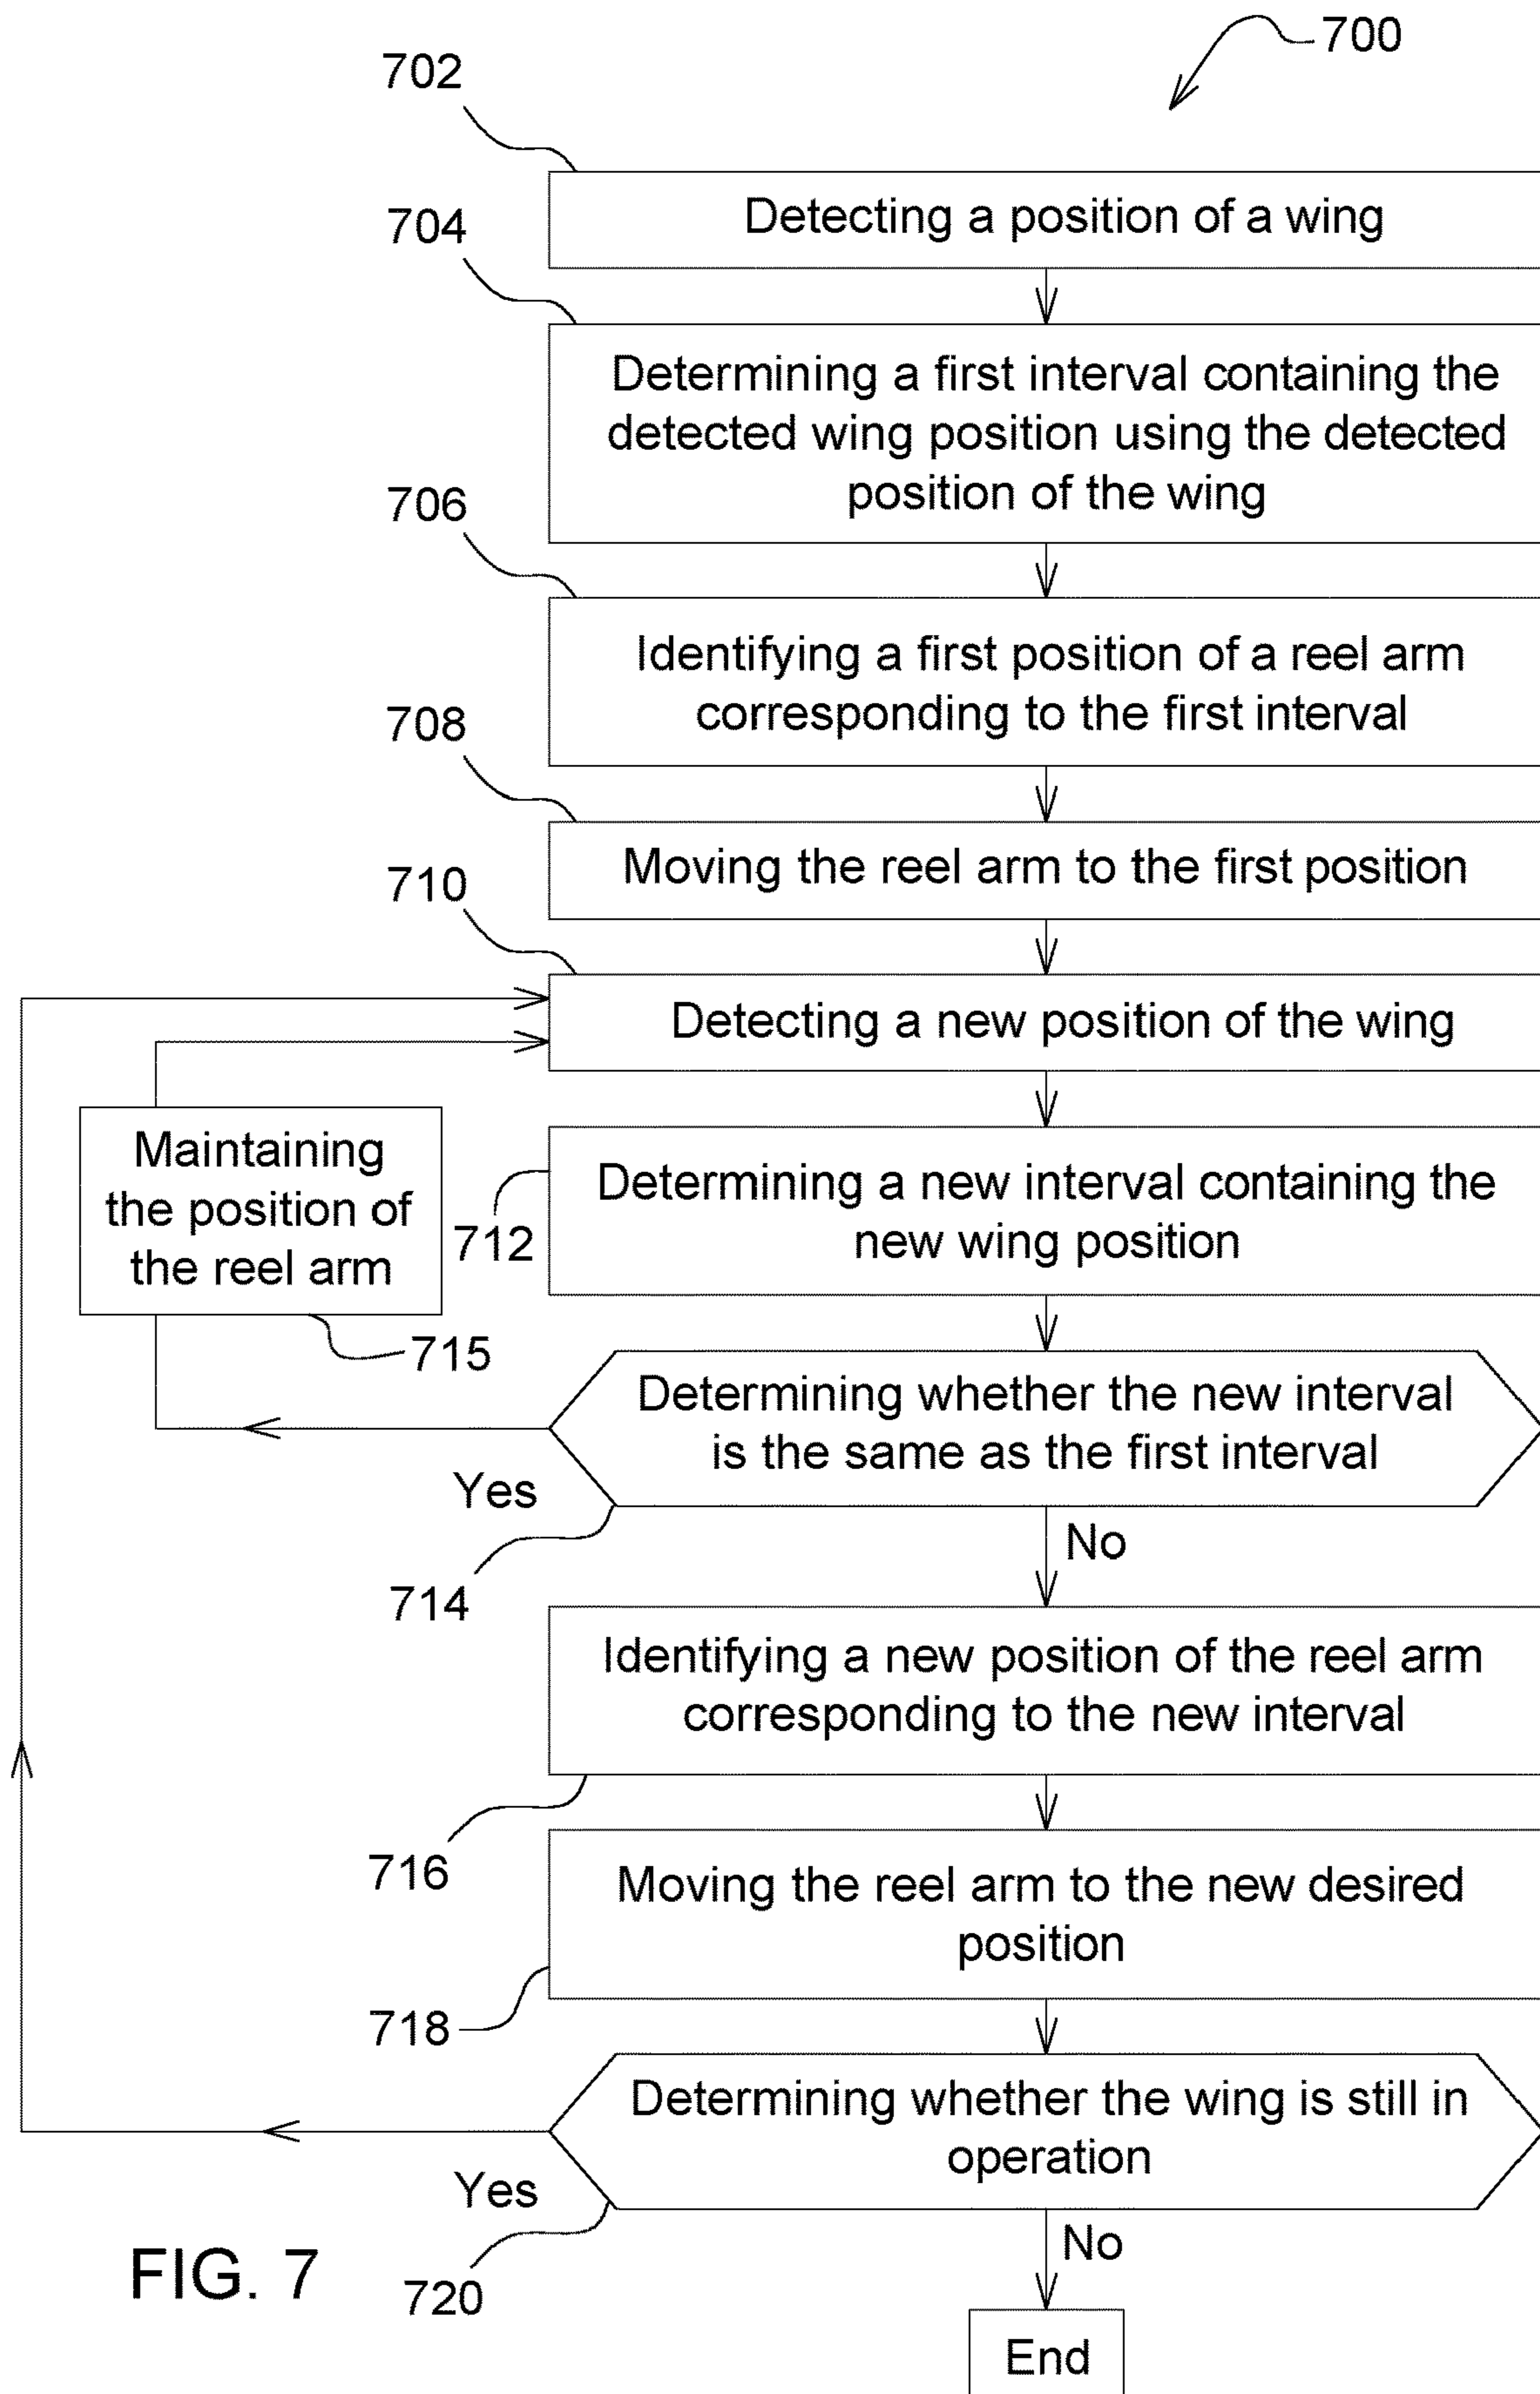 700
702
Detecting a position of a wing
704
Determining a first interval containing the
detected wing position using the detected
position of the wing
706
Identifying a first position of a reel arm
corresponding to the first interval
708
Moving the reel arm to the first position
710
Detecting a new position of the wing
Maintaining
the position of
the reel arm
715
712
Determining a new interval containing the
new wing position
Determining whether the new interval
is the same as the first interval
Yes
714
No
Identifying a new position of the reel arm
corresponding to the new interval
716
Moving the reel arm to the new desired
position
718
Determining whether the wing is still in
operation
Yes
720
No
End
FIG. 7